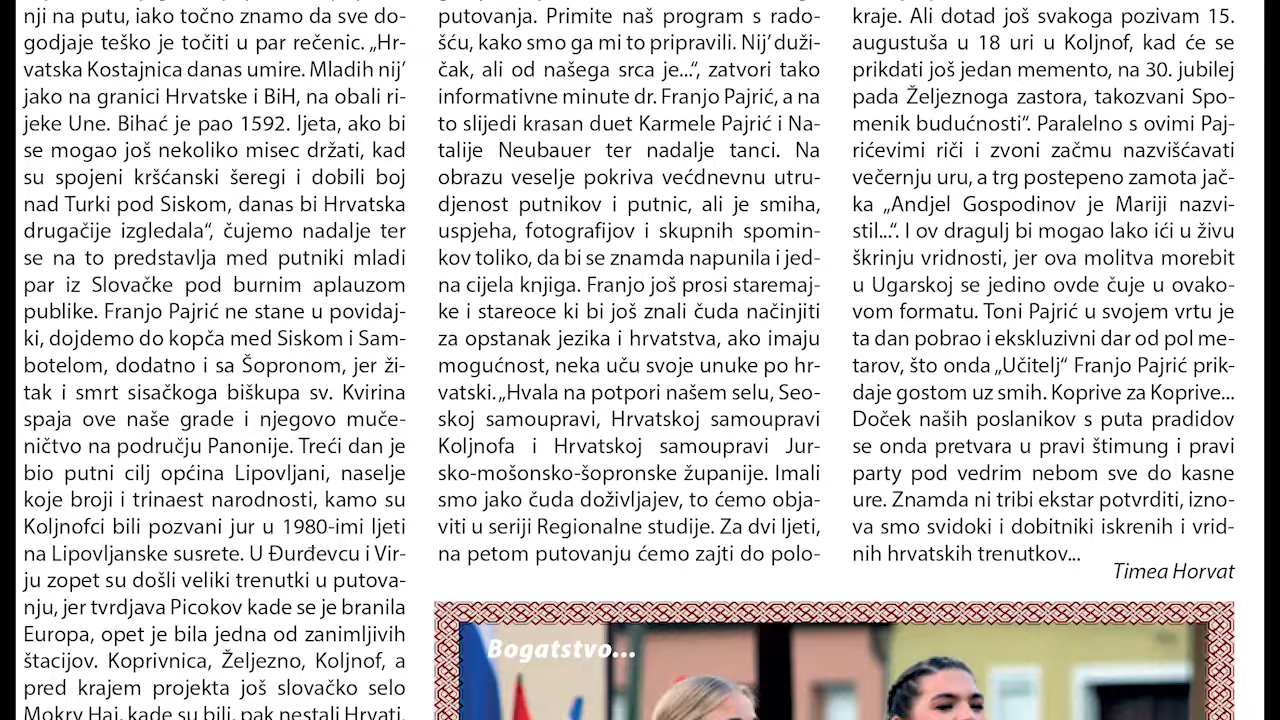 nji na putu, iako točno znamo da sve do-
godjaje teško je točiti u par rečenic. „Hr-
vatska Kostajnica danas umire. Mladih nij’
jako na granici Hrvatske i BiH, na obali ri-
jeke Une. Bihać je pao 1592. ljeta, ako bi
se mogao još nekoliko misec držati, kad
su spojeni kršćanski šeregi i dobili boj
nad Turki pod Siskom, danas bi Hrvatska
drugačije izgledala“, čujemo nadalje ter
se na to predstavlja med putniki mladi
par iz Slovačke pod burnim aplauzom
publike. Franjo Pajrić ne stane u povidaj-
ki, dojdemo do kopča med Siskom i Sam-
botelom, dodatno i sa Šopronom, jer ži-
tak i smrt sisačkoga biškupa sv. Kvirina
spaja ove naše grade i njegovo muče-
ničtvo na području Panonije. Treći dan je
bio putni cilj općina Lipovljani, naselje
koje broji i trinaest narodnosti, kamo su
Koljnofci bili pozvani jur u 1980-imi ljeti
na Lipovljanske susrete. U Đurđevcu i Vir-
ju zopet su došli veliki trenutki u putova-
nju, jer tvrdjava Picokov kade se je branila
Europa, opet je bila jedna od zanimljivih
štacijov. Koprivnica, Željezno, Koljnof, a
pred krajem projekta još slovačko selo
Mokry Haj, kade su bili, pak nestali Hrvati.
putovanja. Primite naš program s rado-
šću, kako smo ga mi to pripravili. Nij’ duži-
čak, ali od našega srca je...“, zatvori tako
informativne minute dr. Franjo Pajrić, a na
to slijedi krasan duet Karmele Pajrić i Na-
talije Neubauer ter nadalje tanci. Na
obrazu veselje pokriva većdnevnu utru-
djenost putnikov i putnic, ali je smiha,
uspjeha, fotografijov i skupnih spomin-
kov toliko, da bi se znamda napunila i jed-
na cijela knjiga. Franjo još prosi staremaj-
ke i stareoce ki bi još znali čuda načinjiti
za opstanak jezika i hrvatstva, ako imaju
mogućnost, neka uču svoje unuke po hr-
vatski. „Hvala na potpori našem selu, Seo-
skoj samoupravi, Hrvatskoj samoupravi
Koljnofa i Hrvatskoj samoupravi Jur-
sko-mošonsko-šopronske županije. Imali
smo jako čuda doživljajev, to ćemo obja-
viti u seriji Regionalne studije. Za dvi ljeti,
na petom putovanju ćemo zajti do polo-
kraje. Ali dotad još svakoga pozivam 15.
augustuša u 18 uri u Koljnof, kad će se
prikdati još jedan memento, na 30. jubilej
pada Željeznoga zastora, takozvani Spo-
menik budućnosti“. Paralelno s ovimi Paj-
rićevimi riči i zvoni začmu nazvišćavati
večernju uru, a trg postepeno zamota jač-
ka „Andjel Gospodinov je Mariji nazvi-
stil...“. I ov dragulj bi mogao lako ići u živu
škrinju vridnosti, jer ova molitva morebit
u Ugarskoj se jedino ovde čuje u ovako-
vom formatu. Toni Pajrić u svojem vrtu je
ta dan pobrao i ekskluzivni dar od pol me-
tarov, što onda „Učitelj“ Franjo Pajrić prik-
daje gostom uz smih. Koprive za Koprive...
Doček naših poslanikov s puta pradidov
se onda pretvara u pravi štimung i pravi
party pod vedrim nebom sve do kasne
ure. Znamda ni tribi ekstar potvrditi, izno-
va smo svidoki i dobitniki iskrenih i vrid-
nih hrvatskih trenutkov...
Timea Horvat
Bogatstvo...